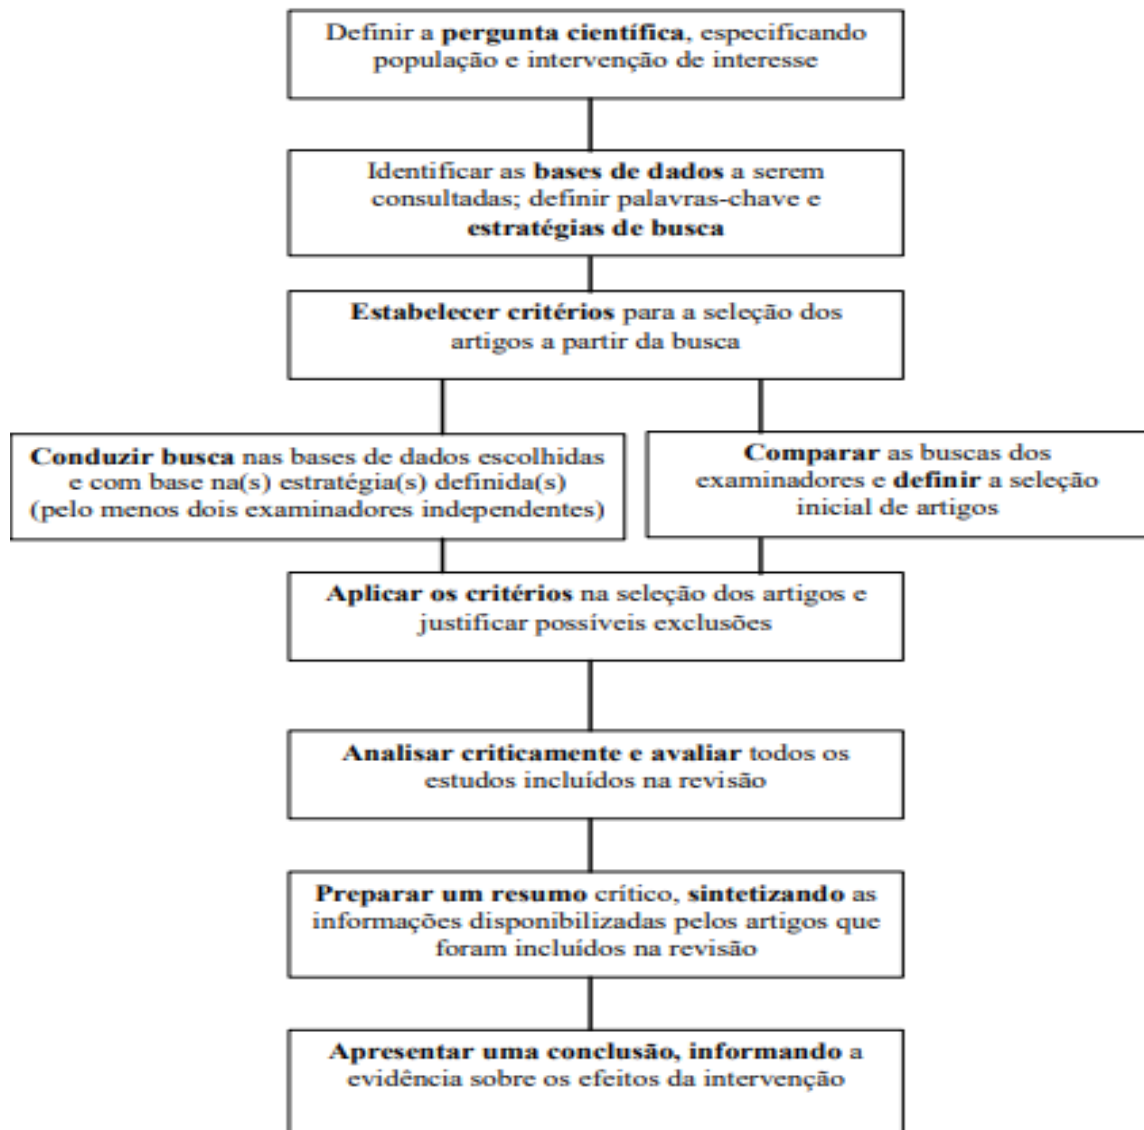 Definir a pergunta científica, especificando
população e intervenção de interesse
Identificar as bases de dados a serem
consultadas; definir palavras-chave e
estratégias de busca
Estabelecer critérios para a seleção dos
artigos a partir da busca
Conduzir busca nas bases de dados escolhidas
e com base na(s) estratégia(s) definida(s)
(pelo menos dois examinadores independentes)
Comparar as buscas dos
examinadores e definir a seleção
inicial de artigos
Aplicar os critérios na seleção dos artigos e
justificar possíveis exclusões
Analisar criticamente e avaliar todos os
estudos incluídos na revisão
Preparar um resumo crítico, sintetizando as
informações disponibilizadas pelos artigos que
foram incluídos na revisão
Apresentar uma conclusão, informando a
evidência sobre os efeitos da intervenção